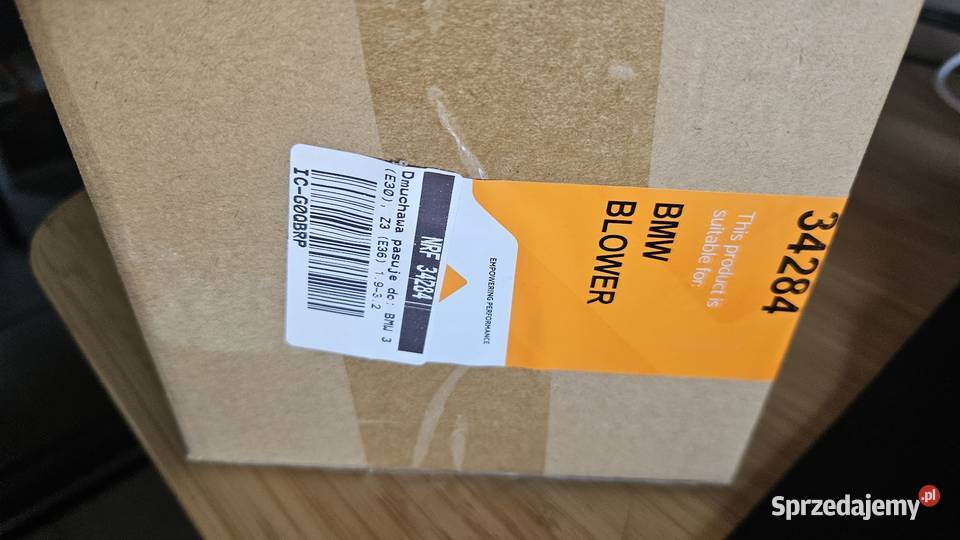 34284
This product is
suitable for:
BMW
BLOWER
EMPOWERING PERFORMANCE
NRF 34284
Dmuchawa pasuje do: BMW 3
(E30), Z3 (E36) 1.9-3.2
IC-G0QBRP
Sprzedajemy.pl